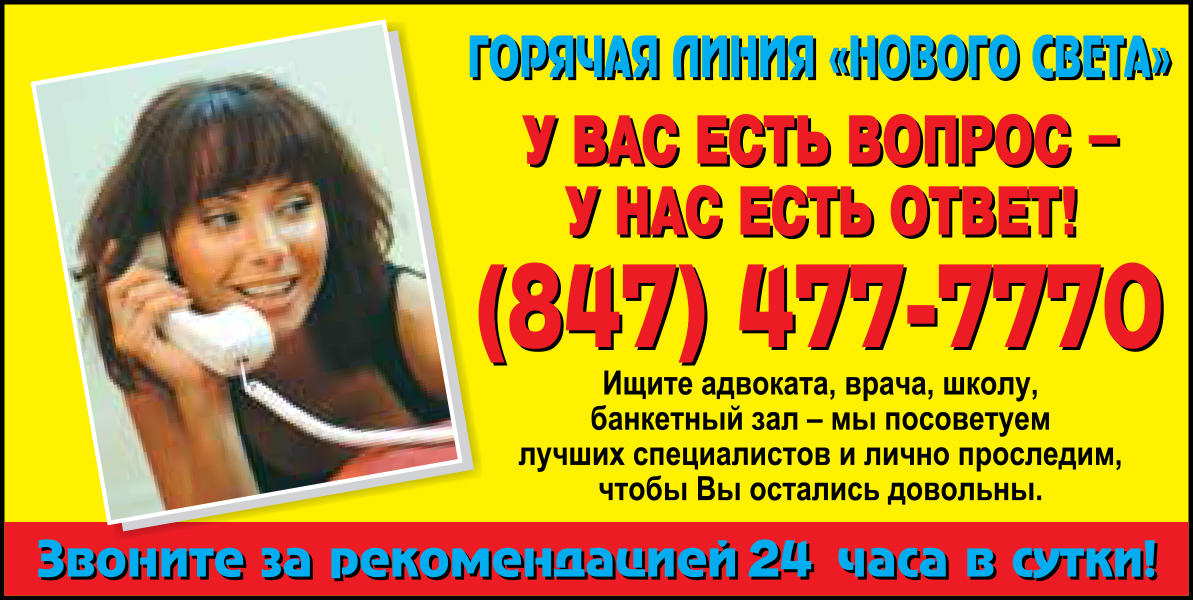 ГОРЯЧАЯ ЛИНИЯ «НОВОГО СВЕТА»
У ВАС ЕСТЬ ВОПРОС –
У НАС ЕСТЬ ОТВЕТ!
(847) 477-7770
Ищите адвоката, врача, школу,
банкетный зал – мы посоветуем
лучших специалистов и лично проследим,
чтобы Вы остались довольны.
Звоните за рекомендацией 24 часа в сутки!